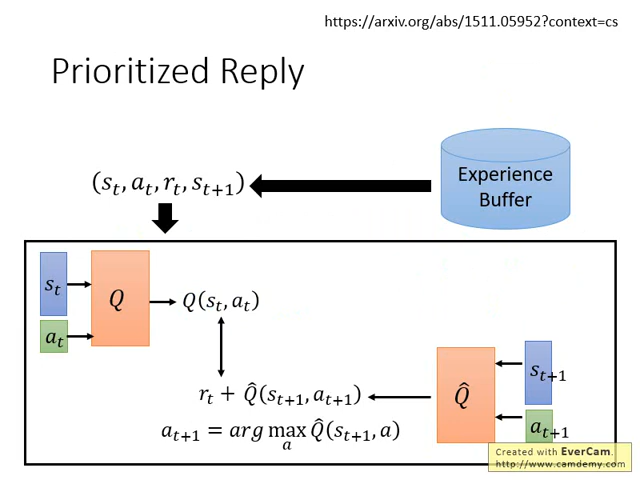 https://arxiv.org/abs/1511.05952?context=cs
Prioritized Reply
(s_t, a_t, r_t, s_{t+1})
Experience
Buffer
s_t
a_t
Q
Q(s_t, a_t)
r_t + Q̂(s_{t+1}, a_{t+1})
a_{t+1} = arg max_a Q̂(s_{t+1}, a)
Q̂
s_{t+1}
a_{t+1}
Created with EverCam.
http://www.camdemy.com